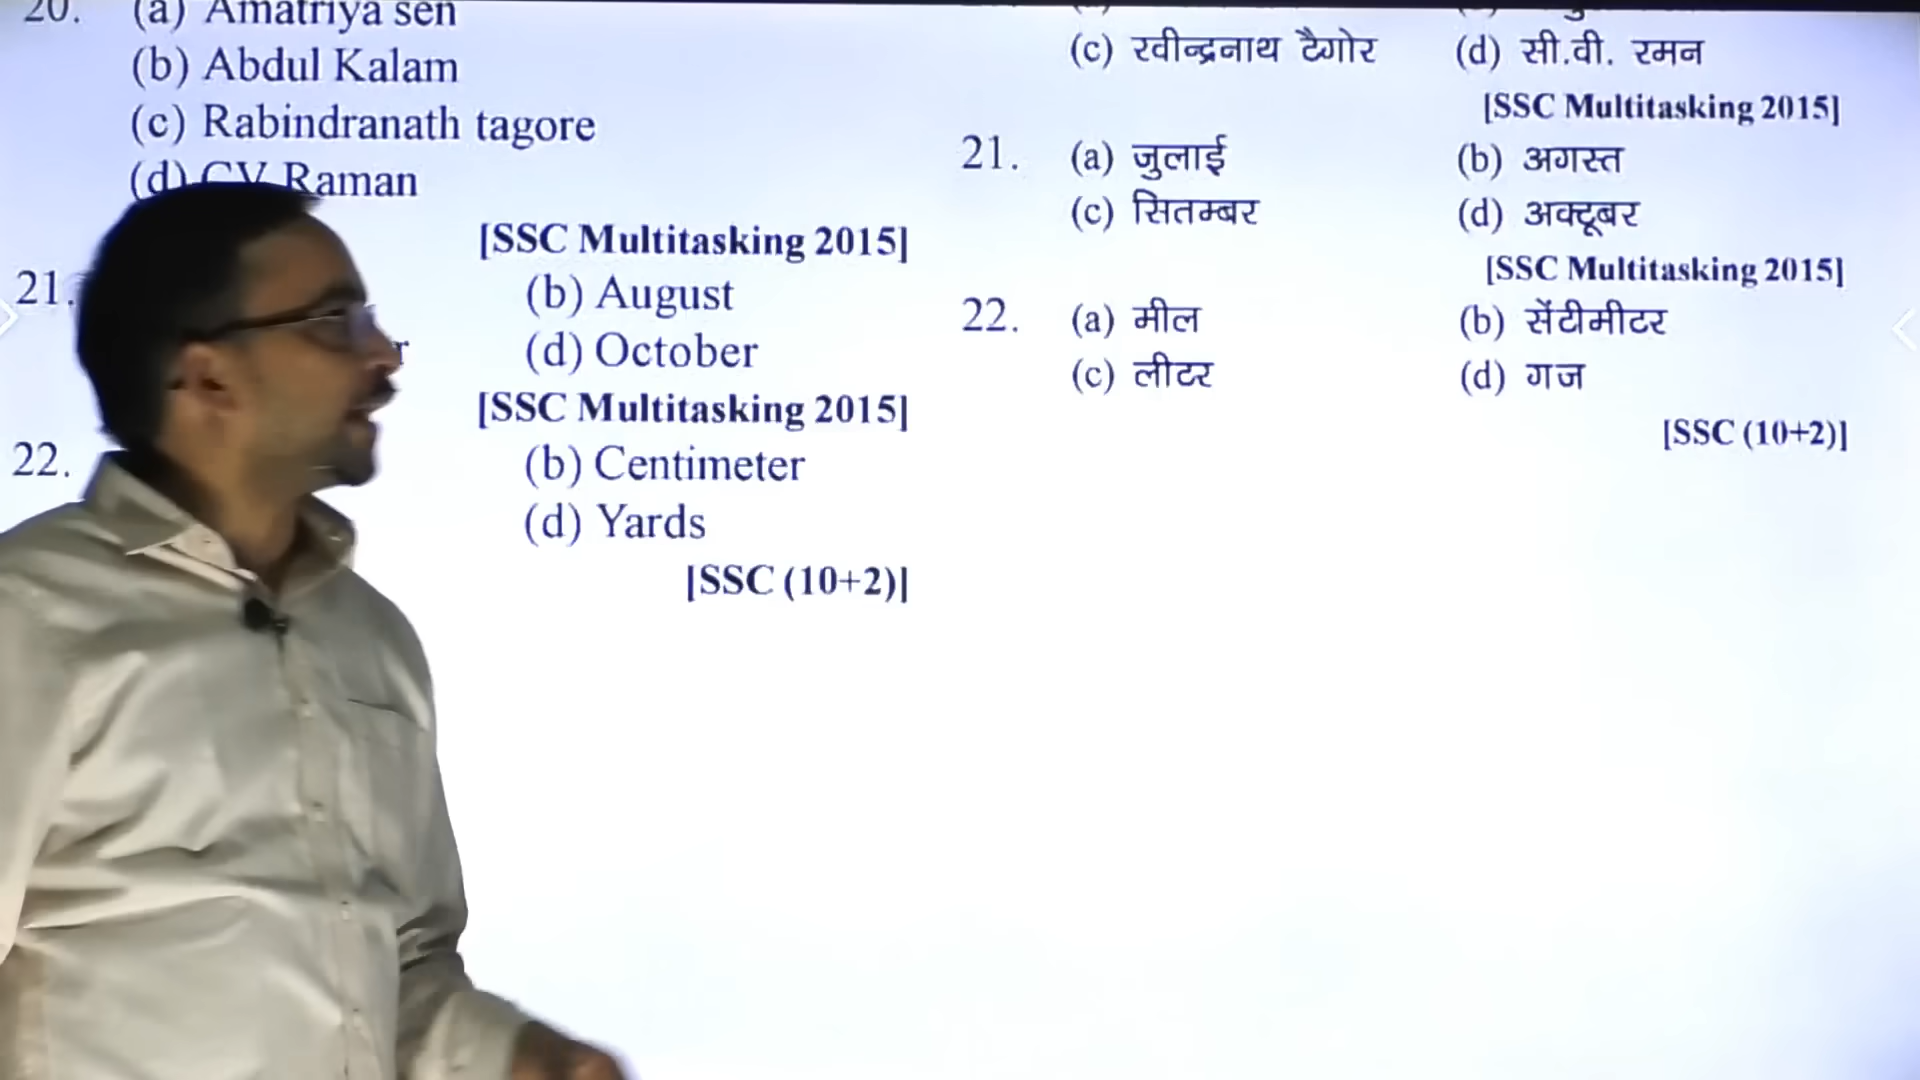 20. (a) Amatriya sen
(b) Abdul Kalam
(c) Rabindranath tagore
(d) CV Raman
[SSC Multitasking 2015]
21.
(b) August
r
(d) October
[SSC Multitasking 2015]
22.
(b) Centimeter
(d) Yards
[SSC (10+2)]
(c) रवीन्द्रनाथ टैगोर (d) सी.वी. रमन
[SSC Multitasking 2015]
21. (a) जुलाई (b) अगस्त
(c) सितम्बर (d) अक्टूबर
[SSC Multitasking 2015]
22. (a) मील (b) सेंटीमीटर
(c) लीटर (d) गज
[SSC (10+2)]